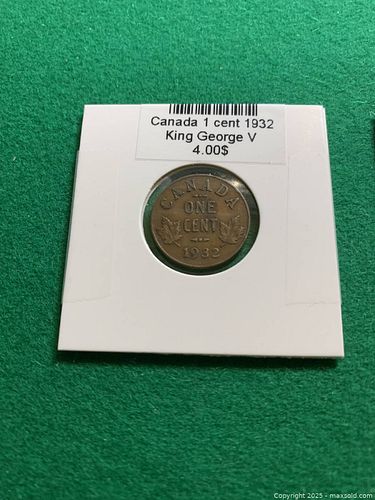 Canada 1 cent 1932
King George V
4.00$
CANADA
ONE
CENT
1932
Copyright 2025 - maxsold.com